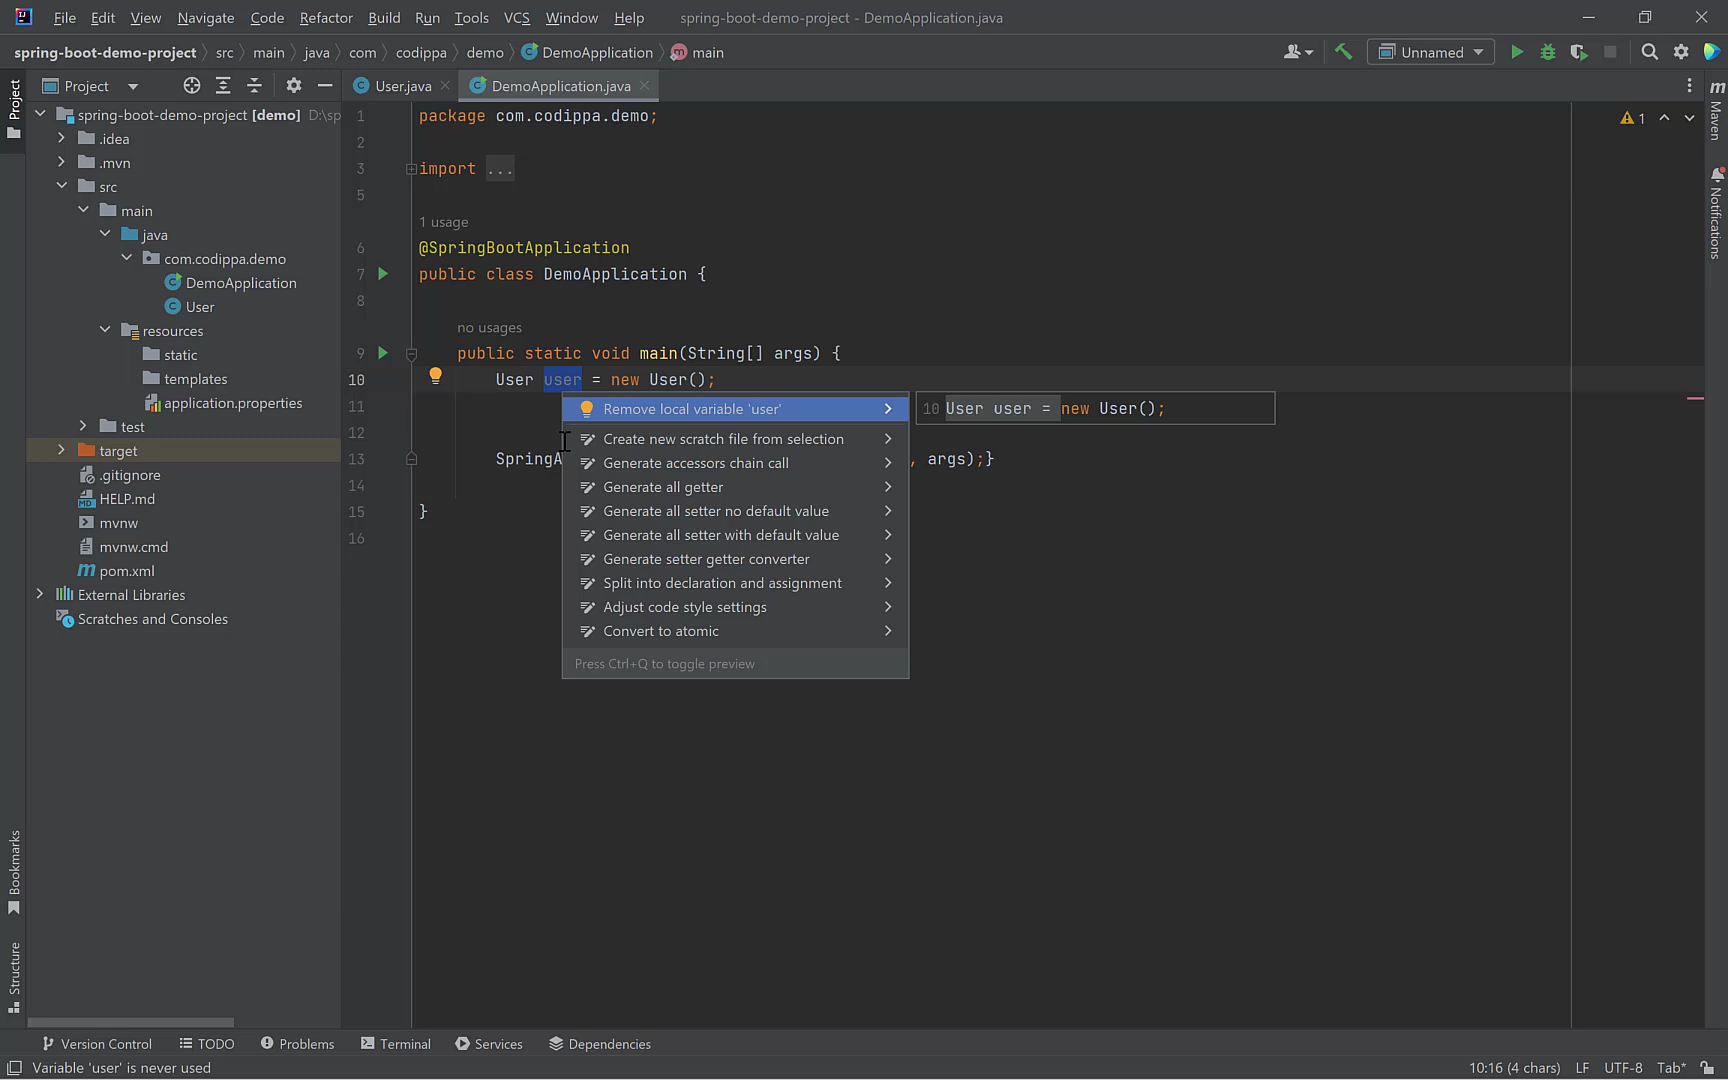 File Edit View Navigate Code Refactor Build Run Tools VCS Window Help spring-boot-demo-project - DemoApplication.java
spring-boot-demo-project src main java com codippa demo DemoApplication main Unnamed
Project
Project
User.java
DemoApplication.java
spring-boot-demo-project [demo] D:\sp
.idea
.mvn
src
main
java
com.codippa.demo
DemoApplication
User
resources
static
templates
application.properties
test
target
.gitignore
HELP.md
mvnw
mvnw.cmd
pom.xml
External Libraries
Scratches and Consoles
1 package com.codippa.demo;
2
3 import ...
5
1 usage
6 @SpringBootApplication
7 public class DemoApplication {
8
no usages
9 public static void main(String[] args) {
10 User user = new User();
11
12
13 SpringA , args);}
14
15 }
16
1
Remove local variable 'user'
10 User user = new User();
Create new scratch file from selection
Generate accessors chain call
Generate all getter
Generate all setter no default value
Generate all setter with default value
Generate setter getter converter
Split into declaration and assignment
Adjust code style settings
Convert to atomic
Press Ctrl+Q to toggle preview
m
Maven
Notifications
Bookmarks
Structure
Version Control TODO Problems Terminal Services Dependencies
Variable 'user' is never used 10:16 (4 chars) LF UTF-8 Tab*